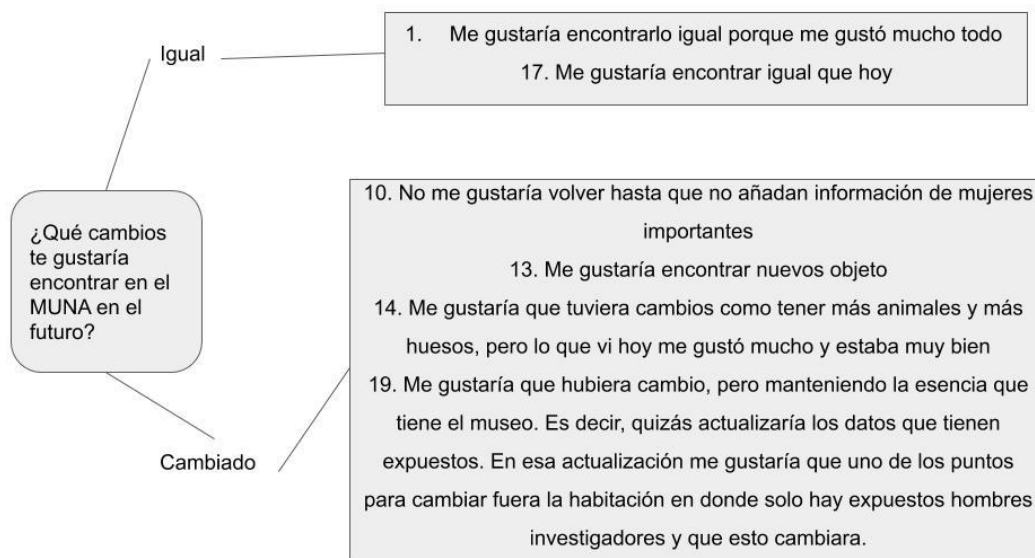 Igual
1. Me gustaría encontrarlo igual porque me gustó mucho todo
17. Me gustaría encontrar igual que hoy
¿Qué cambios
te gustaría
encontrar en el
MUNA en el
futuro?
Cambiado
10. No me gustaría volver hasta que no añadan información de mujeres
importantes
13. Me gustaría encontrar nuevos objeto
14. Me gustaría que tuviera cambios como tener más animales y más
huesos, pero lo que vi hoy me gustó mucho y estaba muy bien
19. Me gustaría que hubiera cambio, pero manteniendo la esencia que
tiene el museo. Es decir, quizás actualizaría los datos que tienen
expuestos. En esa actualización me gustaría que uno de los puntos
para cambiar fuera la habitación en donde solo hay expuestos hombres
investigadores y que esto cambiara.